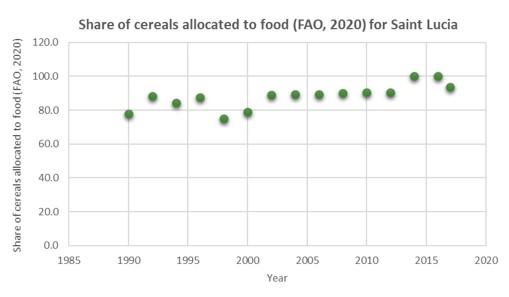 Share of cereals allocated to food (FAO, 2020) for Saint Lucia
Share of cereals allocated to food (FAO, 2020)
120.0
100.0
80.0
60.0
40.0
20.0
0.0
1985 1990 1995 2000 2005 2010 2015 2020
Year